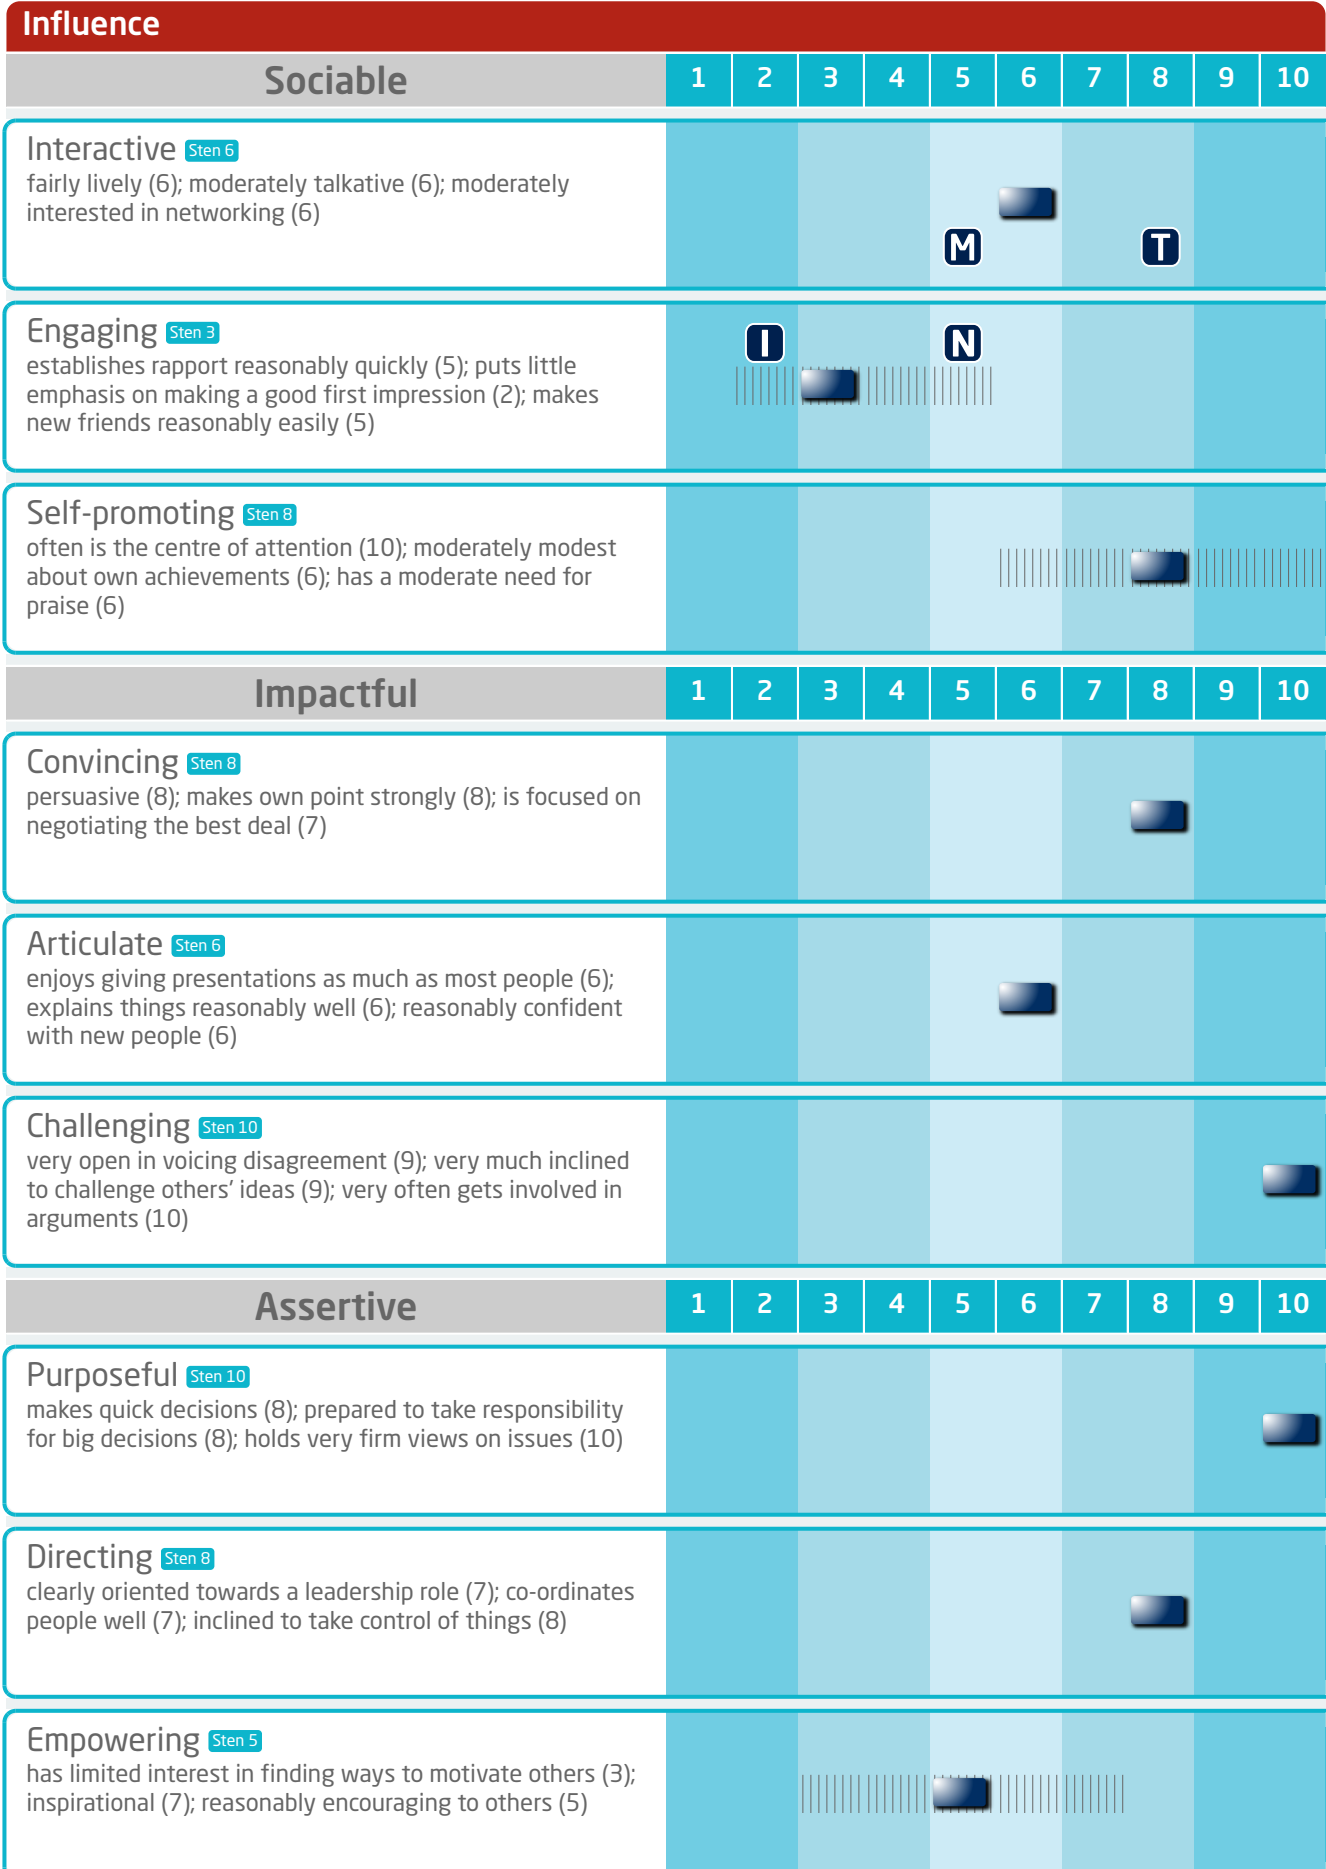 Influence
Sociable 1 2 3 4 5 6 7 8 9 10
Interactive Sten 6
fairly lively (6); moderately talkative (6); moderately
interested in networking (6)
M T
Engaging Sten 3
I N
establishes rapport reasonably quickly (5); puts little
emphasis on making a good first impression (2); makes
new friends reasonably easily (5)
Self-promoting Sten 8
often is the centre of attention (10); moderately modest
about own achievements (6); has a moderate need for
praise (6)
Impactful 1 2 3 4 5 6 7 8 9 10
Convincing Sten 8
persuasive (8); makes own point strongly (8); is focused on
negotiating the best deal (7)
Articulate Sten 6
enjoys giving presentations as much as most people (6);
explains things reasonably well (6); reasonably confident
with new people (6)
Challenging Sten 10
very open in voicing disagreement (9); very much inclined
to challenge others' ideas (9); very often gets involved in
arguments (10)
Assertive 1 2 3 4 5 6 7 8 9 10
Purposeful Sten 10
makes quick decisions (8); prepared to take responsibility
for big decisions (8); holds very firm views on issues (10)
Directing Sten 8
clearly oriented towards a leadership role (7); co-ordinates
people well (7); inclined to take control of things (8)
Empowering Sten 5
has limited interest in finding ways to motivate others (3);
inspirational (7); reasonably encouraging to others (5)